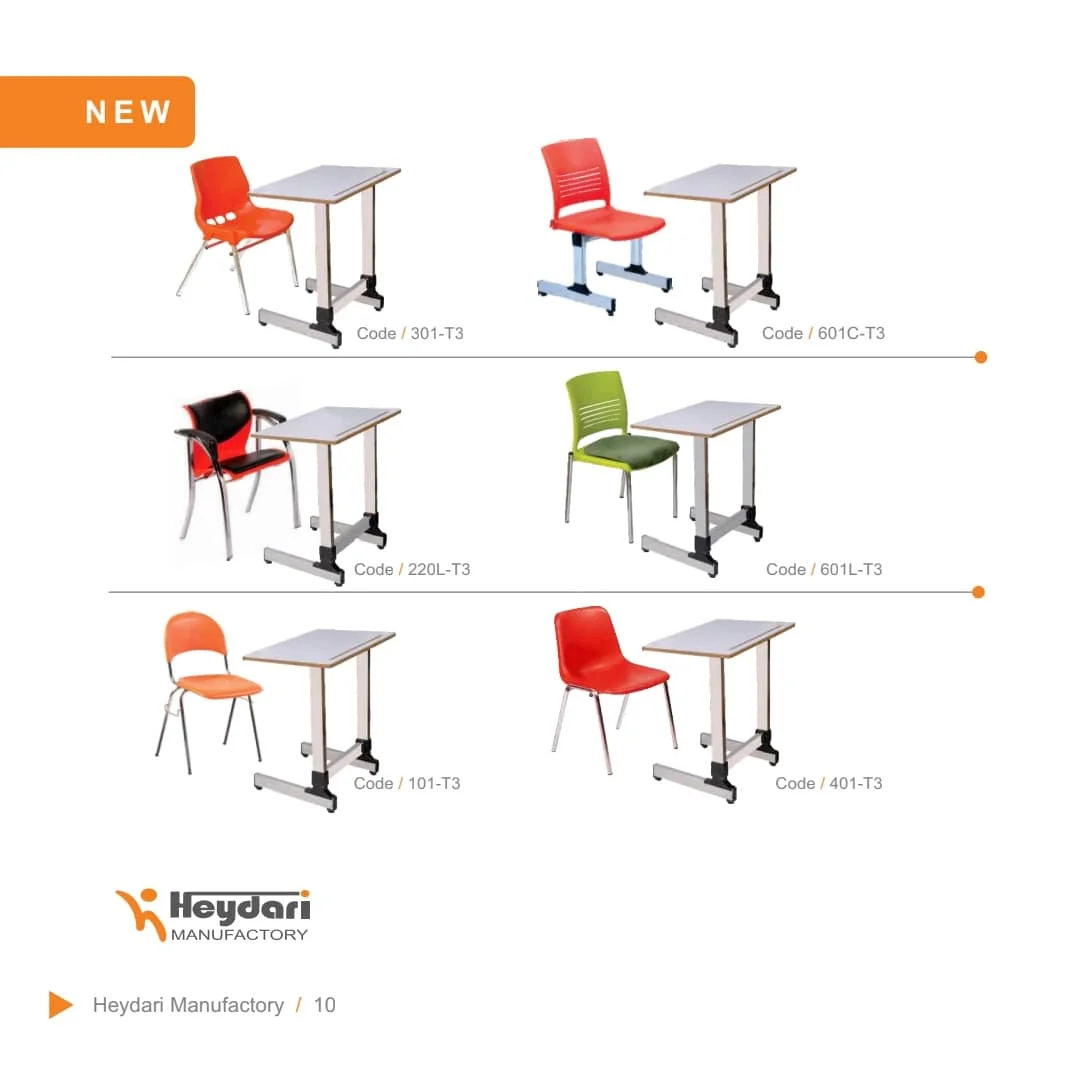 NEW
Code / 301-T3
Code / 601C-T3
Code / 220L-T3
Code / 601L-T3
Code / 101-T3
Code / 401-T3
Heydari
MANUFACTORY
Heydari Manufactory / 10